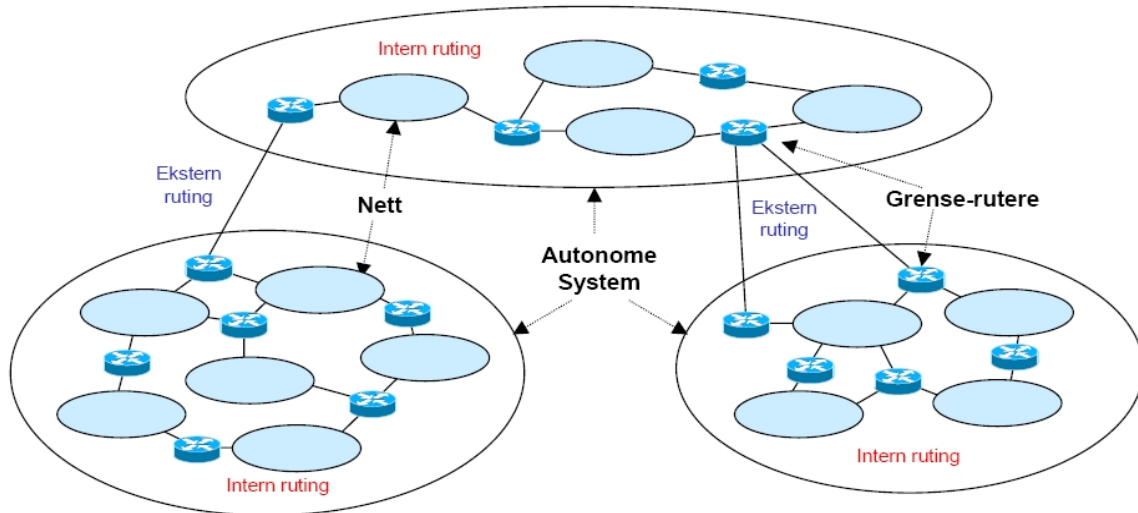 Intern ruting
Ekstern
ruting
Nett
Autonome
System
Ekstern
ruting
Grense-rutere
Intern ruting
Intern ruting